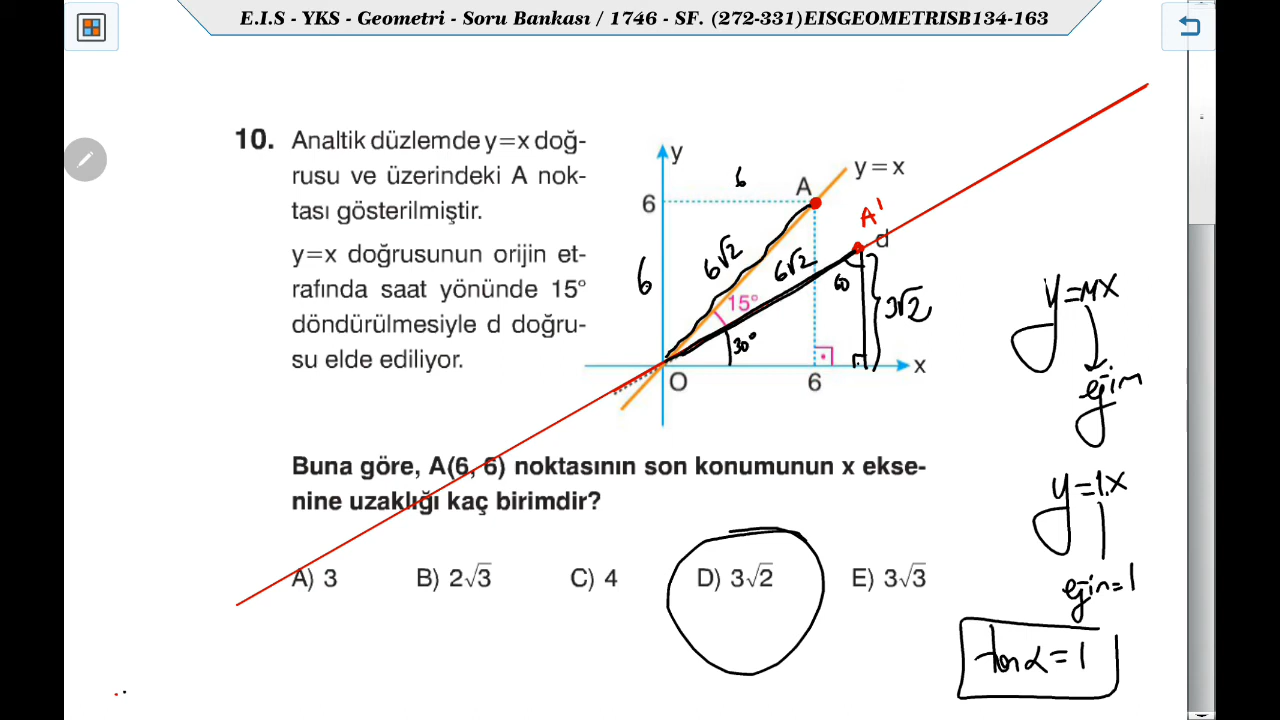 E.I.S - YKS - Geometri - Soru Bankası / 1746 - SF. (272-331)EISGEOMETRISB134-163
10. Analtik düzlemde y=x doğ-
rusu ve üzerindeki A nok-
tası gösterilmiştir.
y=x doğrusunun orijin et-
rafında saat yönünde 15°
döndürülmesiyle d doğru-
su elde ediliyor.
y
6
A
y=x
6
A'
d
6√2
6√2
6
15°
60
3√2
30°
O
6
x
Buna göre, A(6, 6) noktasının son konumunun x ekse-
nine uzaklığı kaç birimdir?
A) 3 B) 2√3 C) 4 D) 3√2 E) 3√3
y=mx
eğim
y=1.x
eğim=1
tanα=1